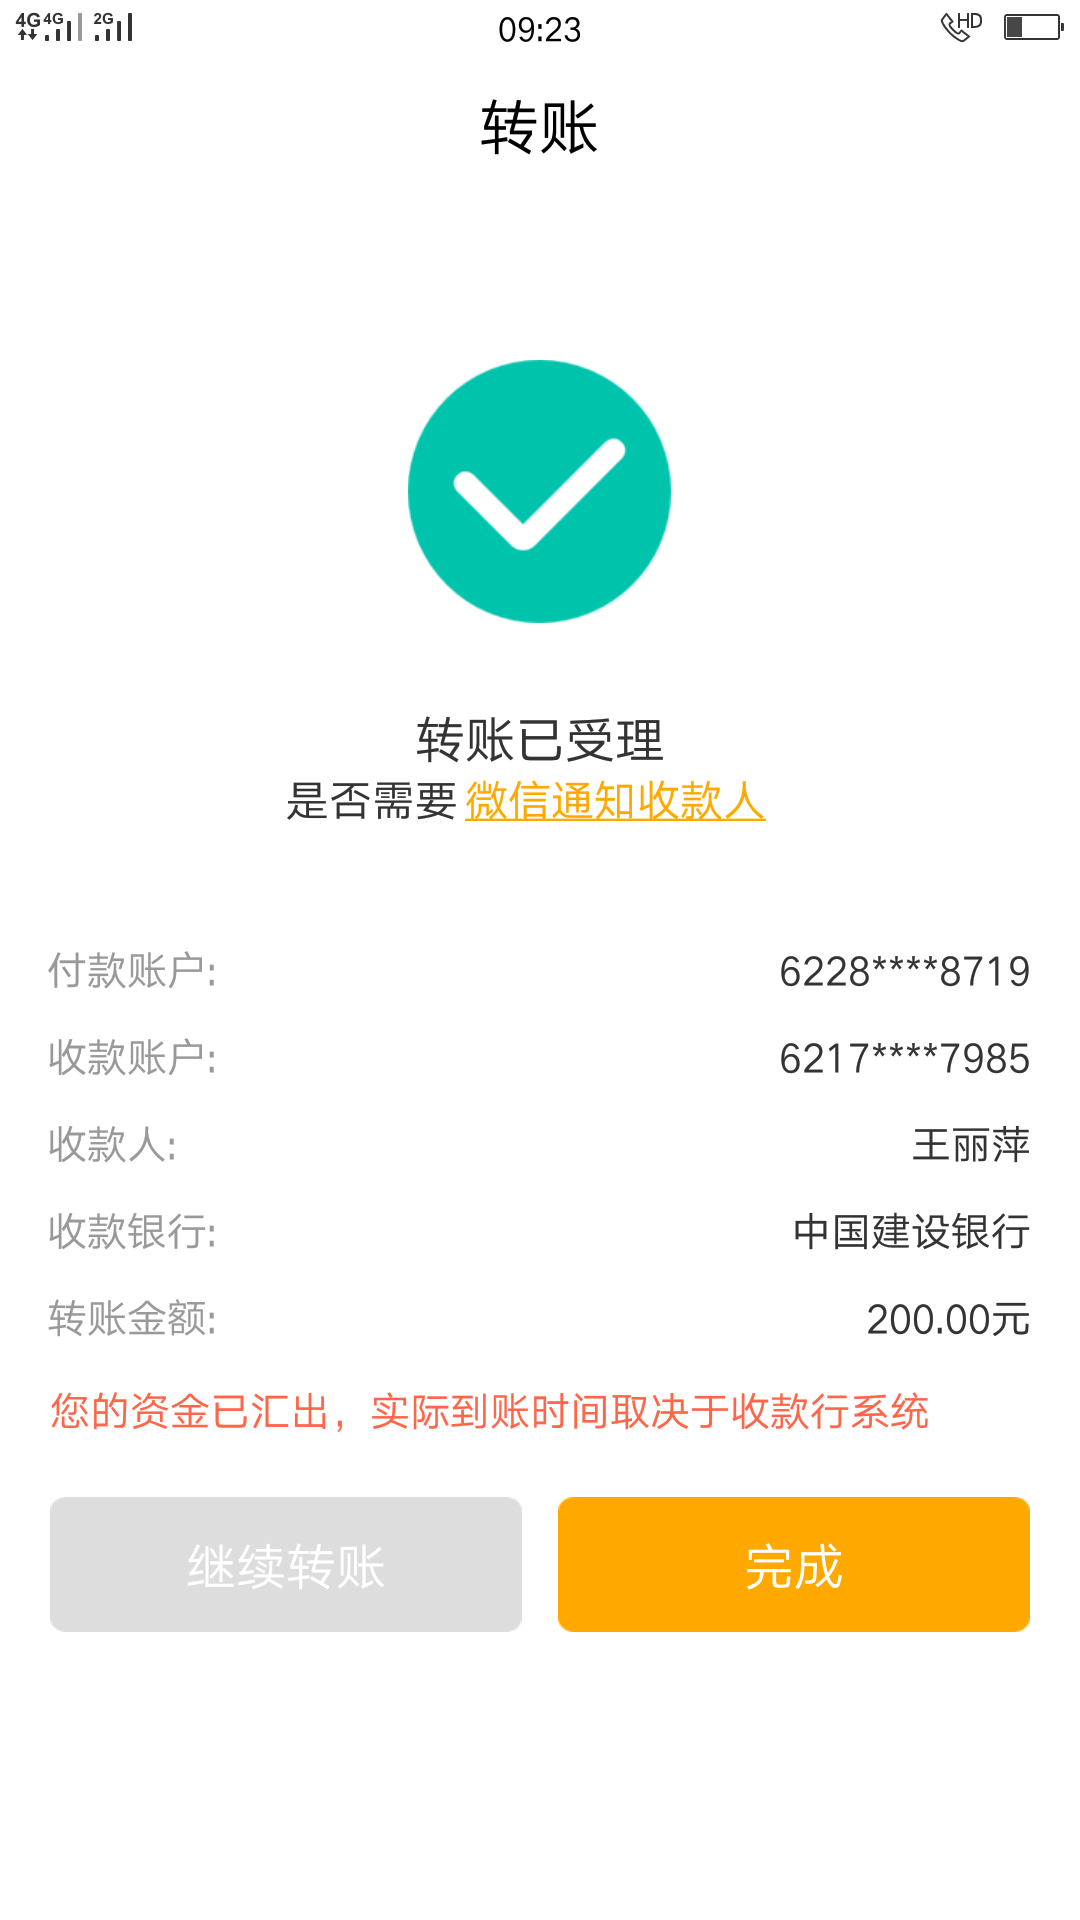 4G 4G 2G 09:23 HD
转账
转账已受理
是否需要 微信通知收款人
付款账户: 6228****8719
收款账户: 6217****7985
收款人: 王丽萍
收款银行: 中国建设银行
转账金额: 200.00元
您的资金已汇出，实际到账时间取决于收款行系统
继续转账 完成